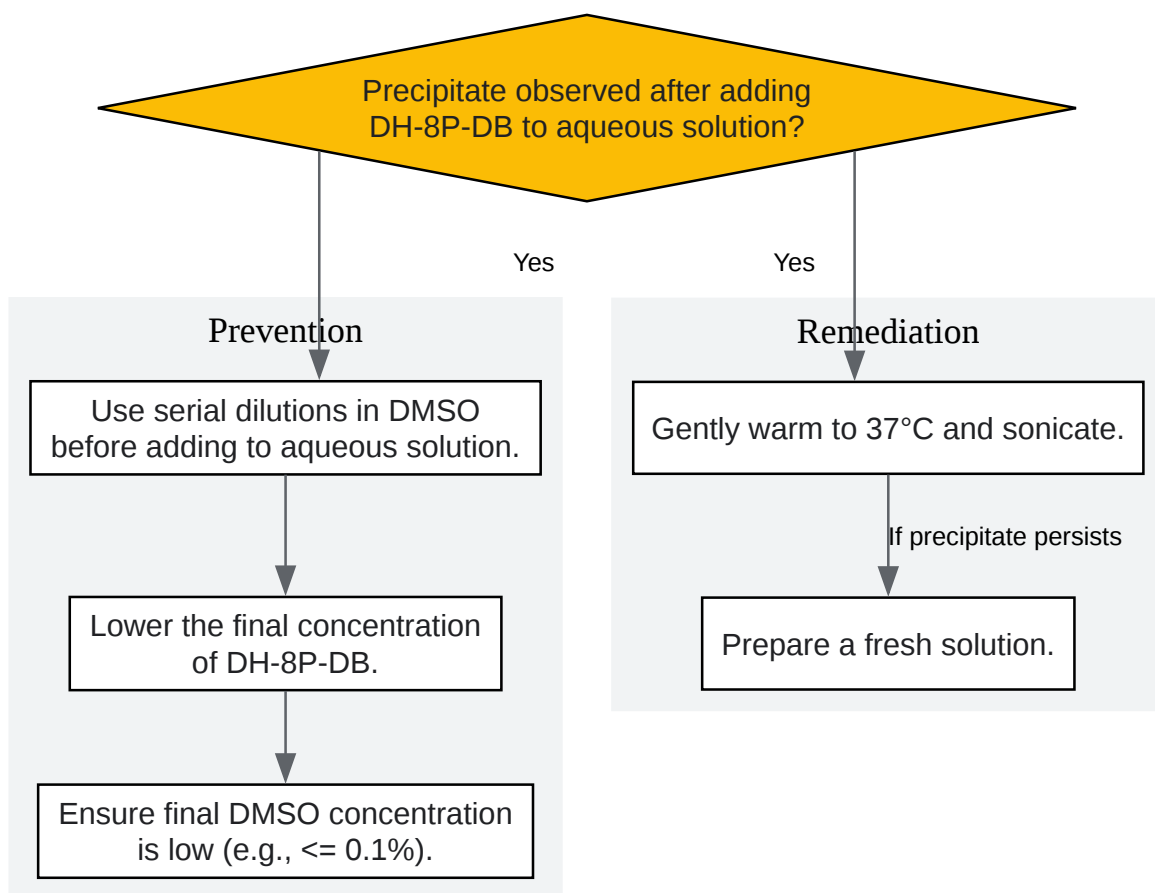 Precipitate observed after adding
DH-8P-DB to aqueous solution?
Yes
Yes
Prevention
Use serial dilutions in DMSO
before adding to aqueous solution.
Lower the final concentration
of DH-8P-DB.
Ensure final DMSO concentration
is low (e.g., <= 0.1%).
Remediation
Gently warm to 37°C and sonicate.
If precipitate persists
Prepare a fresh solution.